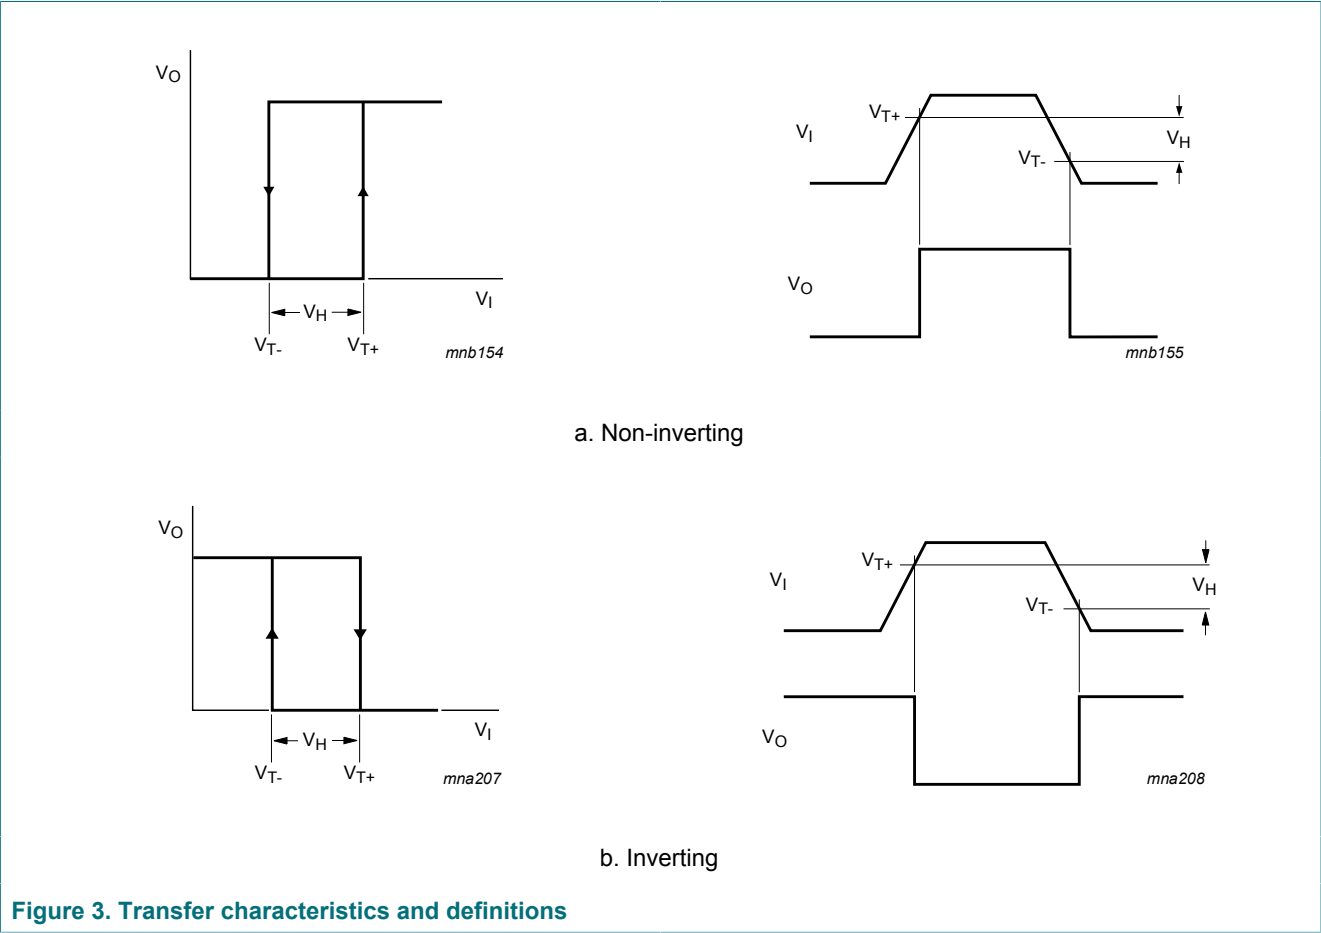 VO
VH
VI
VT-
VT+
mnb154
VT+
VI
VH
VT-
VO
mnb155
a. Non-inverting
VO
VI
VH
VT-
VT+
mna207
VT+
VI
VH
VT-
VO
mna208
b. Inverting
Figure 3. Transfer characteristics and definitions